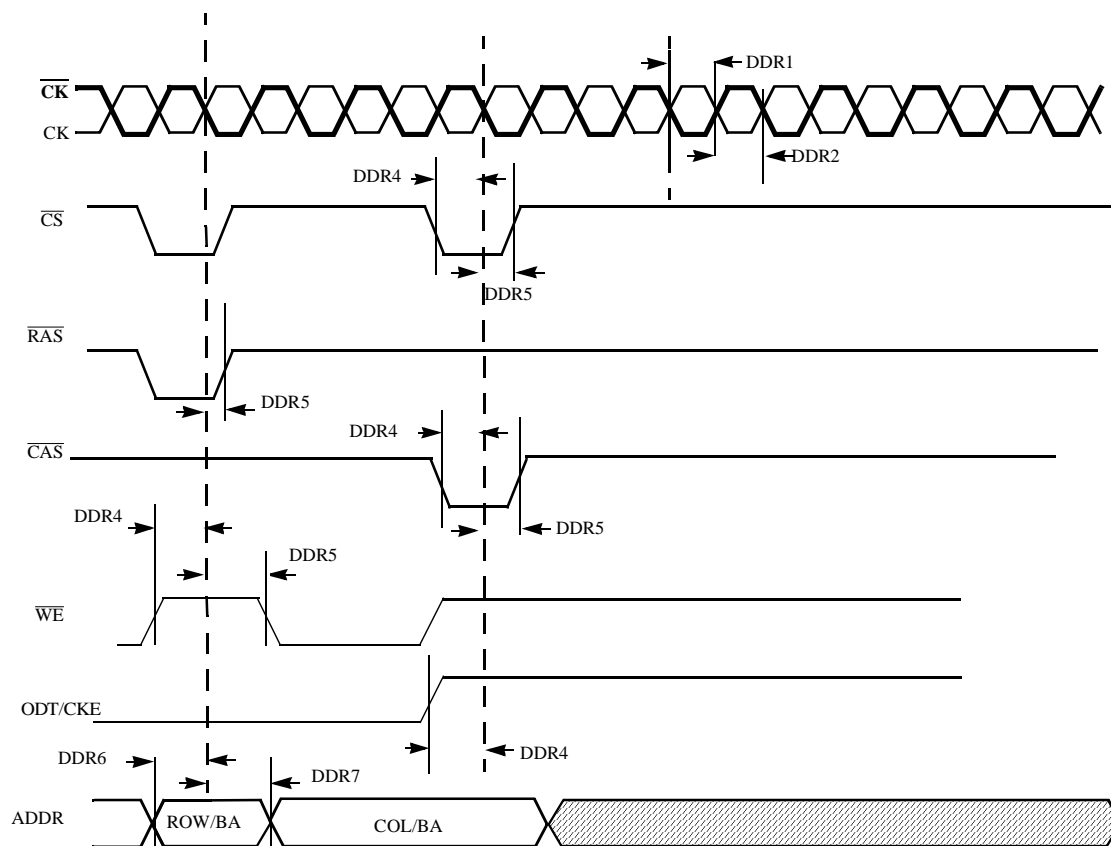 DDR1
CK
CK
DDR2
DDR4
CS
DDR5
RAS
DDR5
DDR4
CAS
DDR4
DDR5
DDR5
WE
ODT/CKE
DDR4
DDR6
DDR7
ADDR
ROW/BA
COL/BA